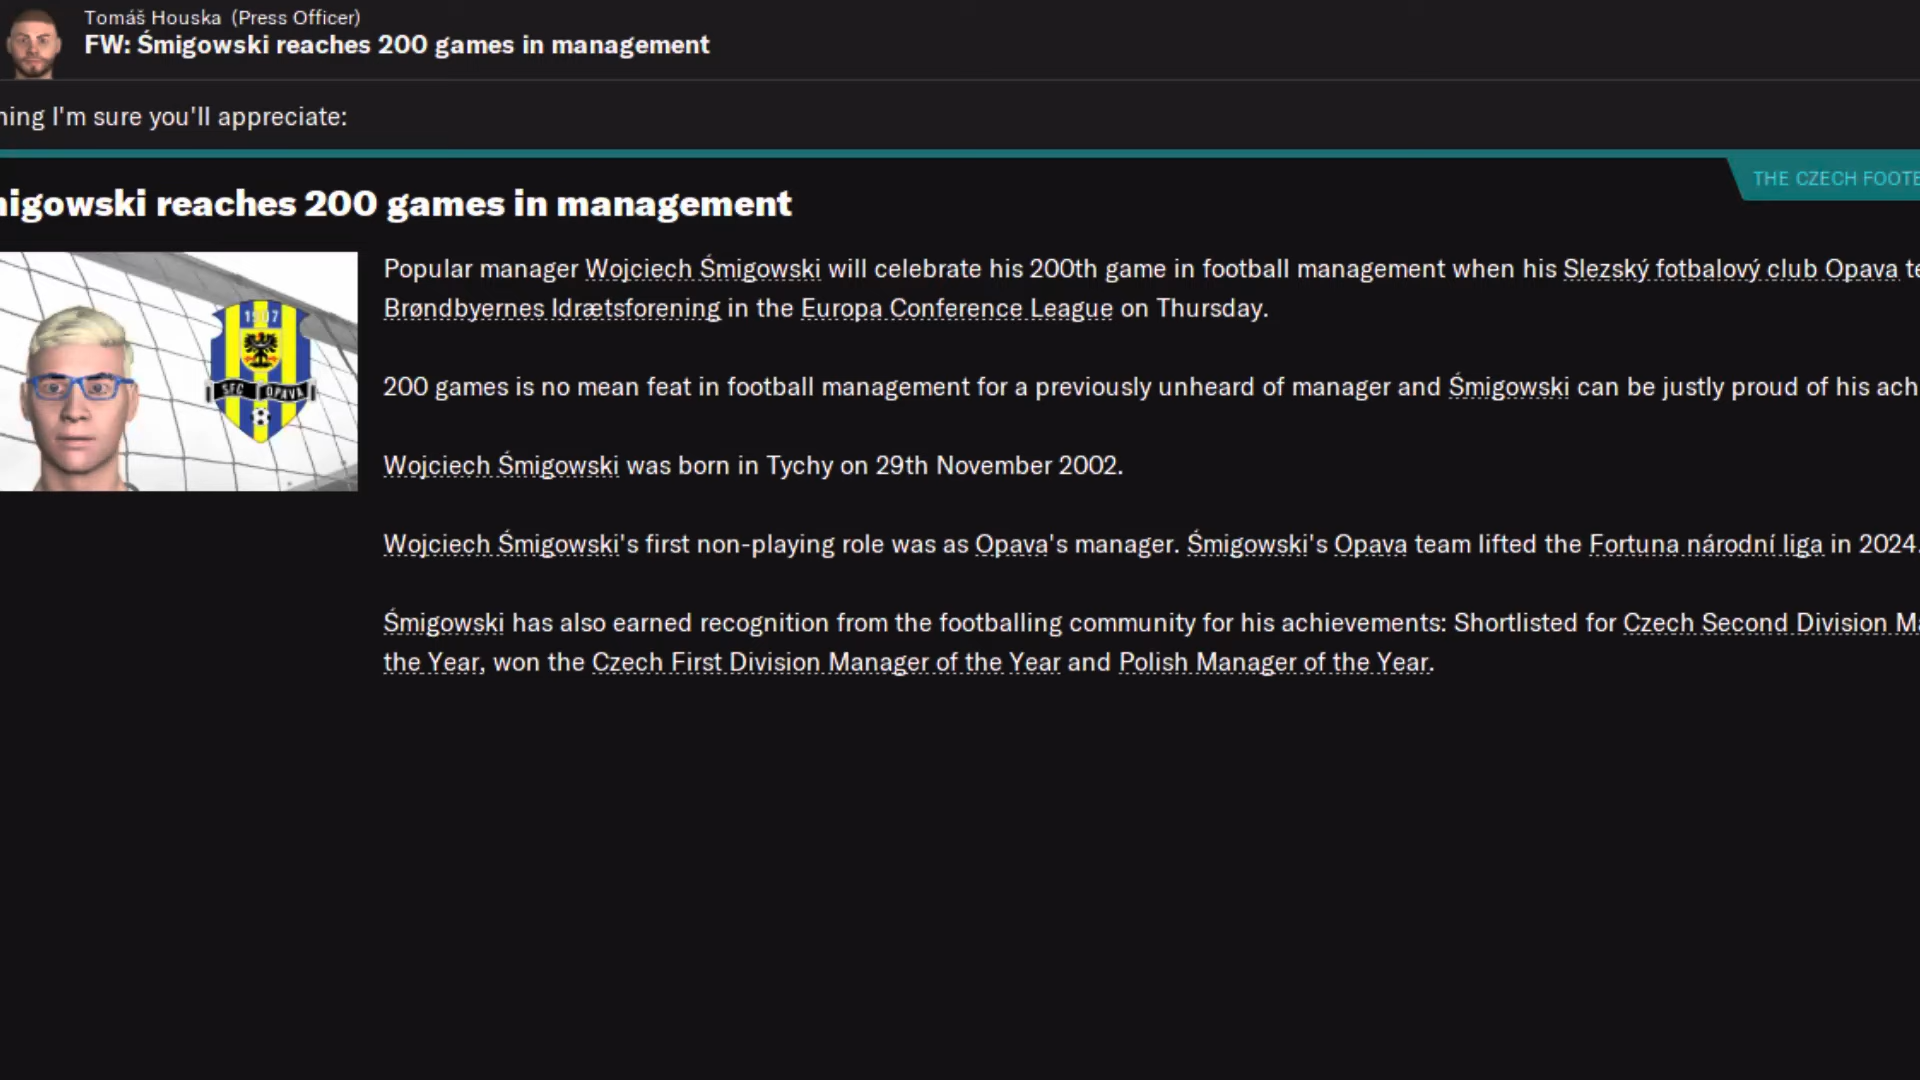 Tomáš Houska (Press Officer)
FW: Śmigowski reaches 200 games in management
I'm sure you'll appreciate:
THE CZECH
reaches 200 games in management
Popular manager Wojciech Śmigowski will celebrate his 200th game in football management when his Slezský fotbalový club Opava
Brøndbyernes Idrætsforening in the Europa Conference League on Thursday.
1907
SFC OPAVA
200 games is no mean feat in football management for a previously unheard of manager and Śmigowski can be justly proud of his
Wojciech Śmigowski was born in Tychy on 29th November 2002.
Wojciech Śmigowski's first non-playing role was as Opava's manager. Śmigowski's Opava team lifted the Fortuna národní liga in 2024.
Śmigowski has also earned recognition from the footballing community for his achievements: Shortlisted for Czech Second Division
the Year, won the Czech First Division Manager of the Year and Polish Manager of the Year.